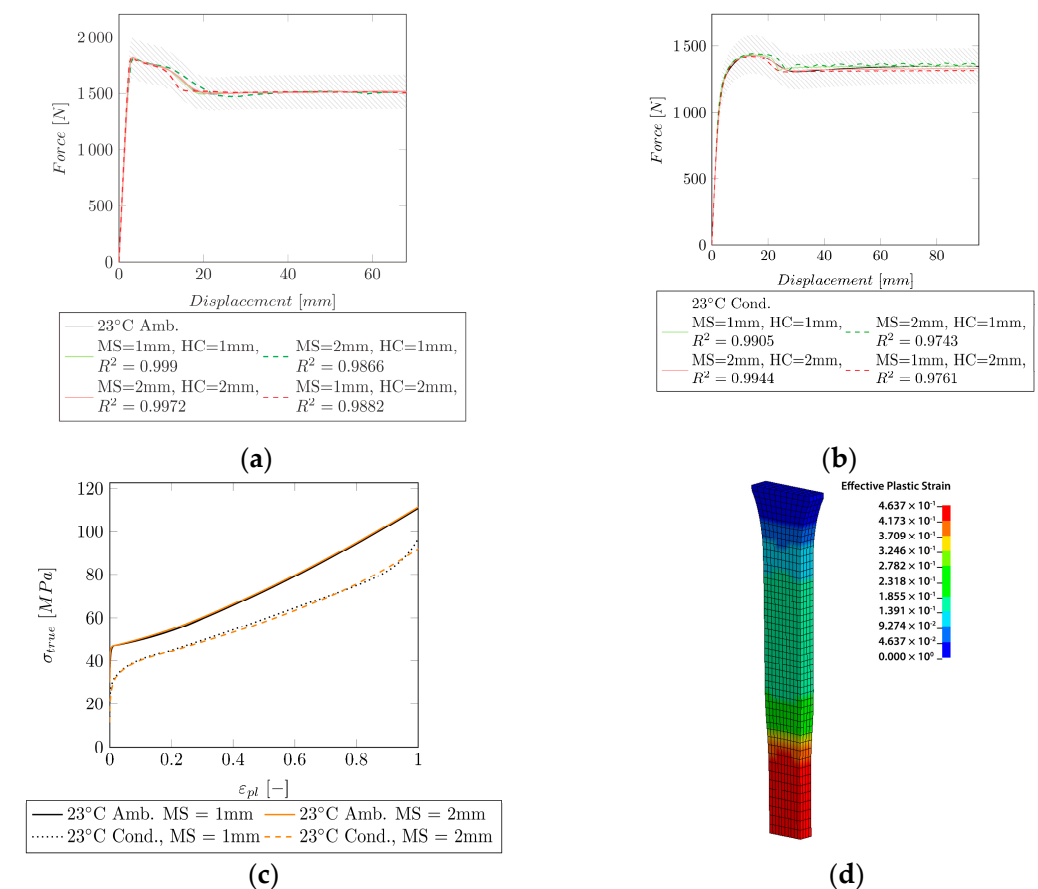 2 000
1 500
1 000
500
0
Force [N]
0
20
40
60
Displacement [mm]
23°C Amb.
MS=1mm, HC=1mm,
R² = 0.999
MS=2mm, HC=1mm,
R² = 0.9866
MS=2mm, HC=2mm,
R² = 0.9972
MS=1mm, HC=2mm,
R² = 0.9882
(a)
1 500
1 000
500
0
Force [N]
0
20
40
60
80
Displacement [mm]
23°C Cond.
MS=1mm, HC=1mm,
R² = 0.9905
MS=2mm, HC=1mm,
R² = 0.9743
MS=2mm, HC=2mm,
R² = 0.9944
MS=1mm, HC=2mm,
R² = 0.9761
(b)
120
100
80
60
40
20
0
σtrue [MPa]
0
0.2
0.4
0.6
0.8
1
εpl [−]
23°C Amb. MS = 1mm
23°C Amb. MS = 2mm
23°C Cond., MS = 1mm
23°C Cond., MS = 2mm
(c)
Effective Plastic Strain
4.637 × 10⁻¹
4.173 × 10⁻¹
3.709 × 10⁻¹
3.246 × 10⁻¹
2.782 × 10⁻¹
2.318 × 10⁻¹
1.855 × 10⁻¹
1.391 × 10⁻¹
9.274 × 10⁻²
4.637 × 10⁻²
0.000 × 10⁰
(d)